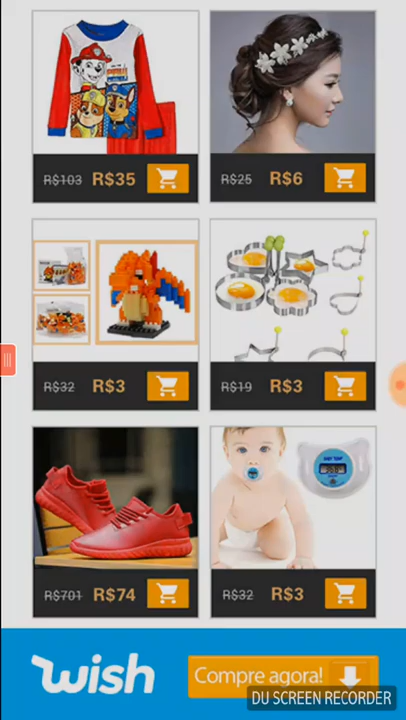 R$103 R$35
R$25 R$6
R$32 R$3
R$19 R$3
R$701 R$74
R$32 R$3
wish
Compre agora!
DU SCREEN RECORDER